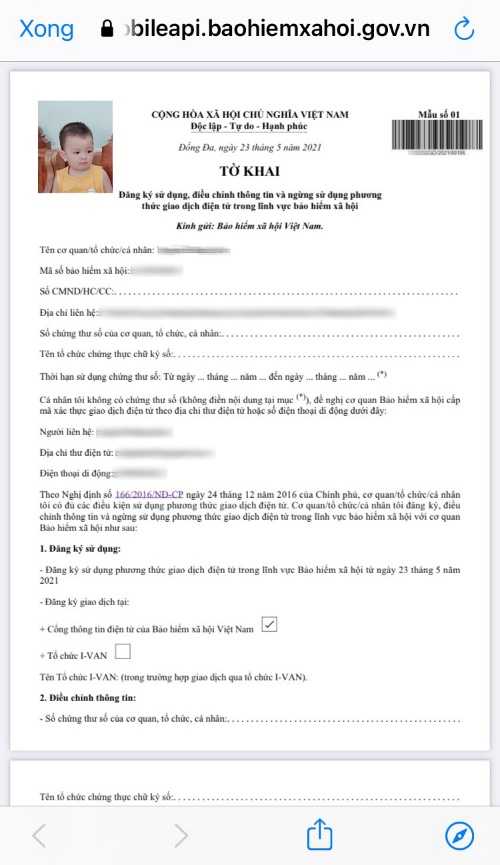 Xong
bileapi.baohiemxahoi.gov.vn
CỘNG HÒA XÃ HỘI CHỦ NGHĨA VIỆT NAM
Mẫu số 01
Độc lập - Tự do - Hạnh phúc
Đống Đa, ngày 23 tháng 5 năm 2021
TỜ KHAI
Đăng ký sử dụng, điều chỉnh thông tin và ngừng sử dụng phương
thức giao dịch điện tử trong lĩnh vực bảo hiểm xã hội
Kính gửi: Bảo hiểm xã hội Việt Nam.
Tên cơ quan/tổ chức/cá nhân:
Mã số bảo hiểm xã hội:
Số CMND/HC/CC:
Địa chỉ liên hệ:
Số chứng thư số của cơ quan, tổ chức, cá nhân:
Tên tổ chức chứng thực chữ ký số:
Thời hạn sử dụng chứng thư số: Từ ngày ... tháng ... năm ... đến ngày ... tháng ... năm ... (*)
Cá nhân tôi không có chứng thư số (không điền nội dung tại mục (*)), đề nghị cơ quan Bảo hiểm xã hội cấp
mã xác thực giao dịch điện tử theo địa chỉ thư điện tử hoặc số điện thoại di động dưới đây:
Người liên hệ:
Địa chỉ thư điện tử:
Điện thoại di động:
Theo Nghị định số 166/2016/NĐ-CP ngày 24 tháng 12 năm 2016 của Chính phủ, cơ quan/tổ chức/cá nhân
tôi có đủ các điều kiện sử dụng phương thức giao dịch điện tử. Cơ quan/tổ chức/cá nhân tôi đăng ký, điều
chỉnh thông tin và ngừng sử dụng phương thức giao dịch điện tử trong lĩnh vực bảo hiểm xã hội với cơ quan
Bảo hiểm xã hội như sau:
1. Đăng ký sử dụng:
- Đăng ký sử dụng phương thức giao dịch điện tử trong lĩnh vực Bảo hiểm xã hội từ ngày 23 tháng 5 năm
2021
- Đăng ký giao dịch tại:
+ Cổng thông tin điện tử của Bảo hiểm xã hội Việt Nam
+ Tổ chức I-VAN
Tên Tổ chức I-VAN: (trong trường hợp giao dịch qua tổ chức I-VAN).
2. Điều chỉnh thông tin:
- Số chứng thư số của cơ quan, tổ chức, cá nhân:
Tên tổ chức chứng thực chữ ký số: